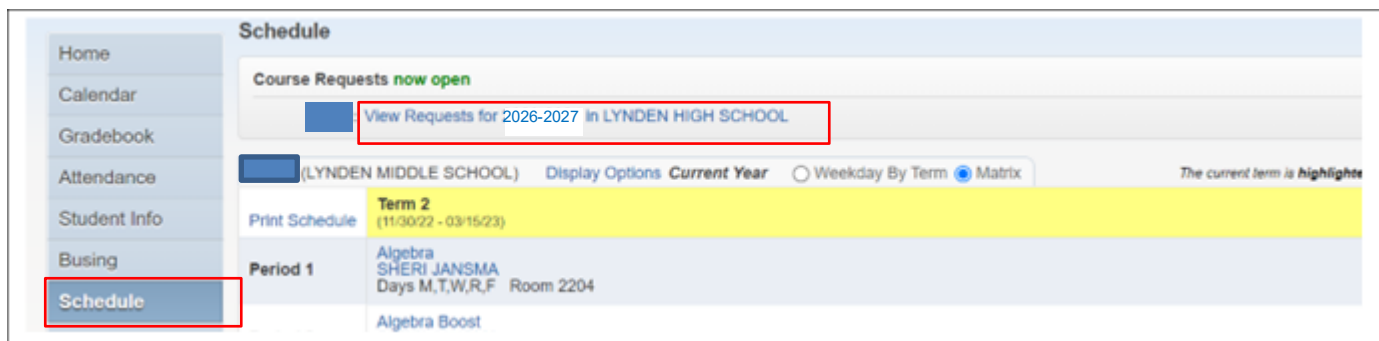 Schedule
Home
Calendar
Gradebook
Attendance
Student Info
Busing
Schedule
Course Requests now open
: View Requests for 2026-2027 in LYNDEN HIGH SCHOOL
(LYNDEN MIDDLE SCHOOL) Display Options Current Year Weekday By Term Matrix The current term is highlighte
Print Schedule Term 2
(11/30/22 - 03/15/23)
Period 1 Algebra
SHERI JANSMA
Days M,T,W,R,F Room 2204
Algebra Boost